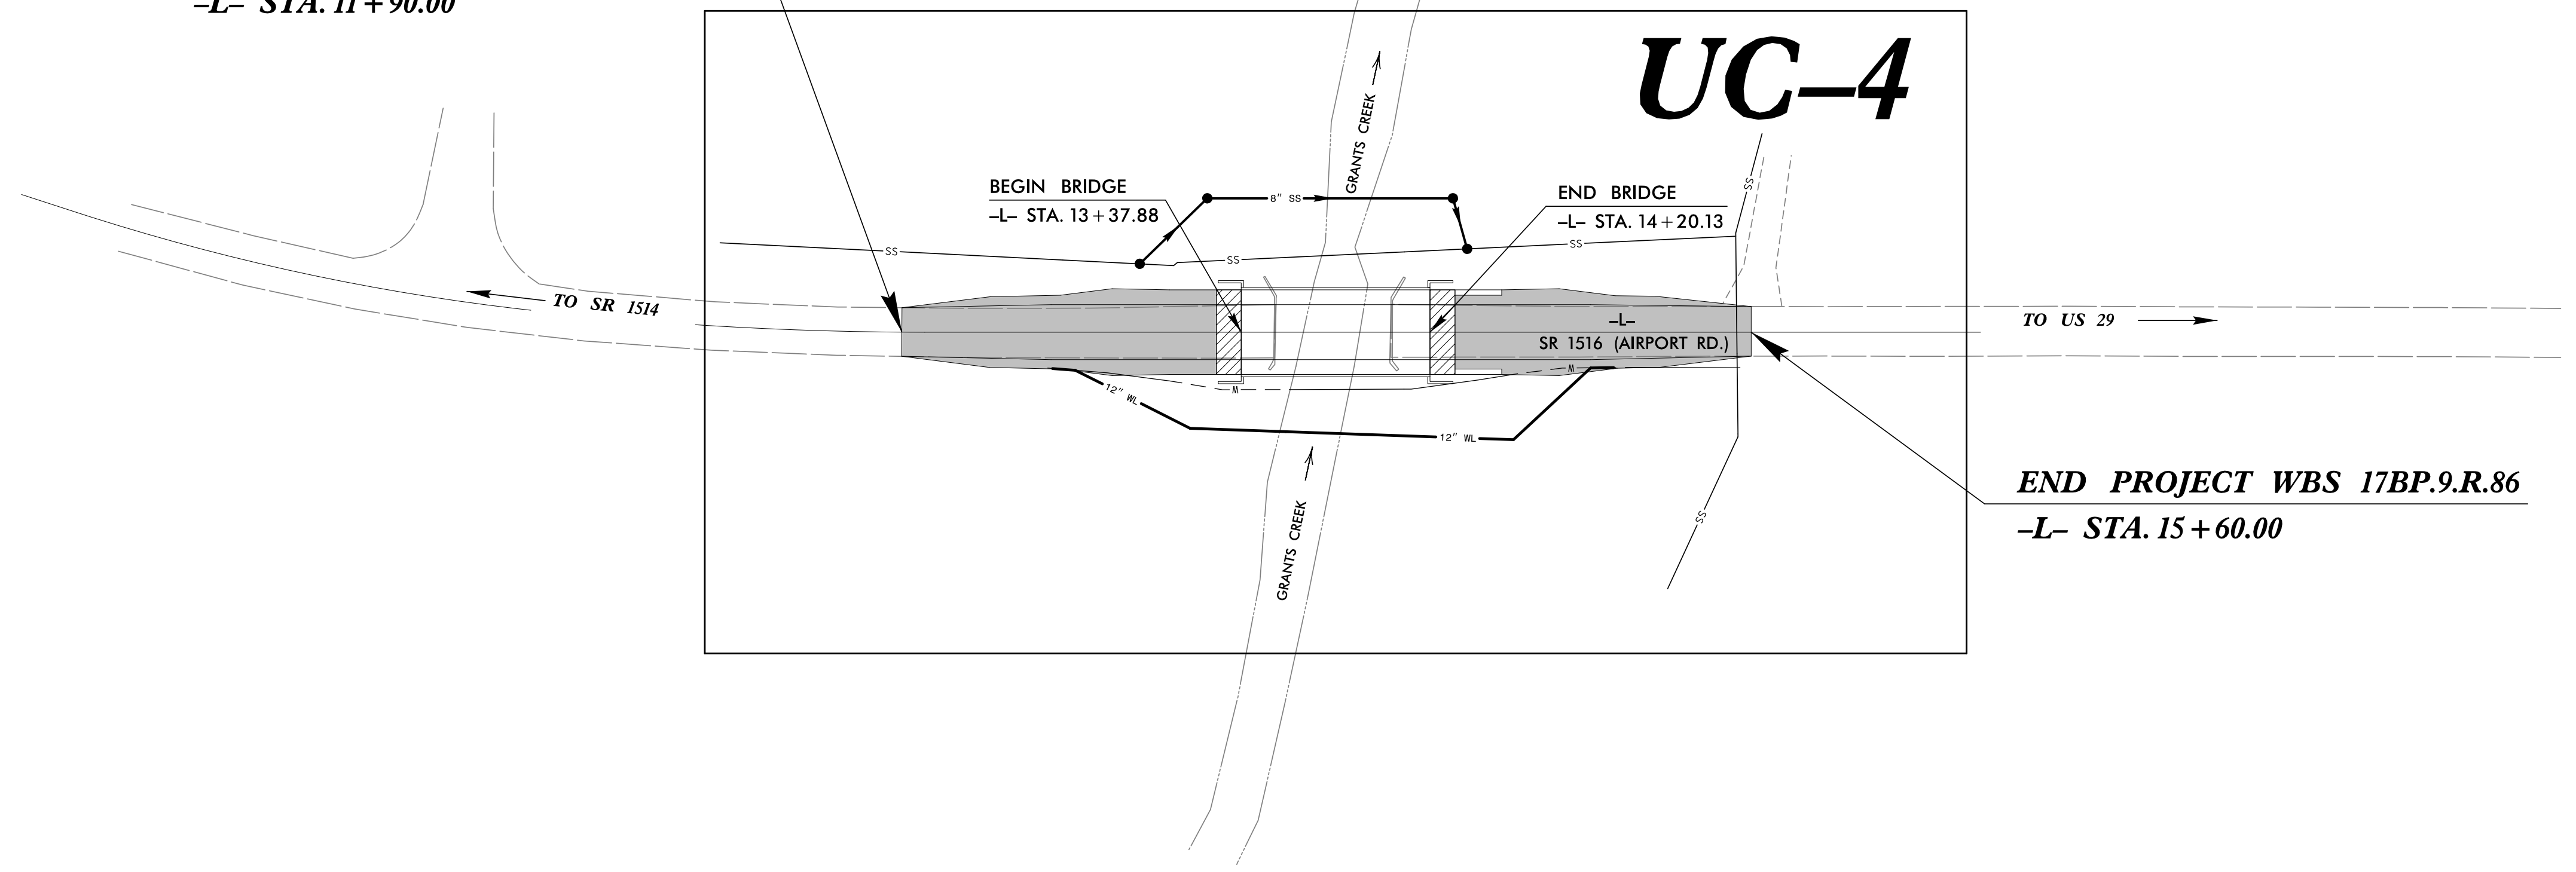 –L– STA. 11+90.00
UC–4
GRANTS CREEK
BEGIN BRIDGE
–L– STA. 13+37.88
8" SS
END BRIDGE
–L– STA. 14+20.13
SS
SS
SS
SS
TO SR 1514
–L–
SR 1516 (AIRPORT RD.)
TO US 29
M
M
12" WL
12" WL
GRANTS CREEK
SS
END PROJECT WBS 17BP.9.R.86
–L– STA. 15+60.00